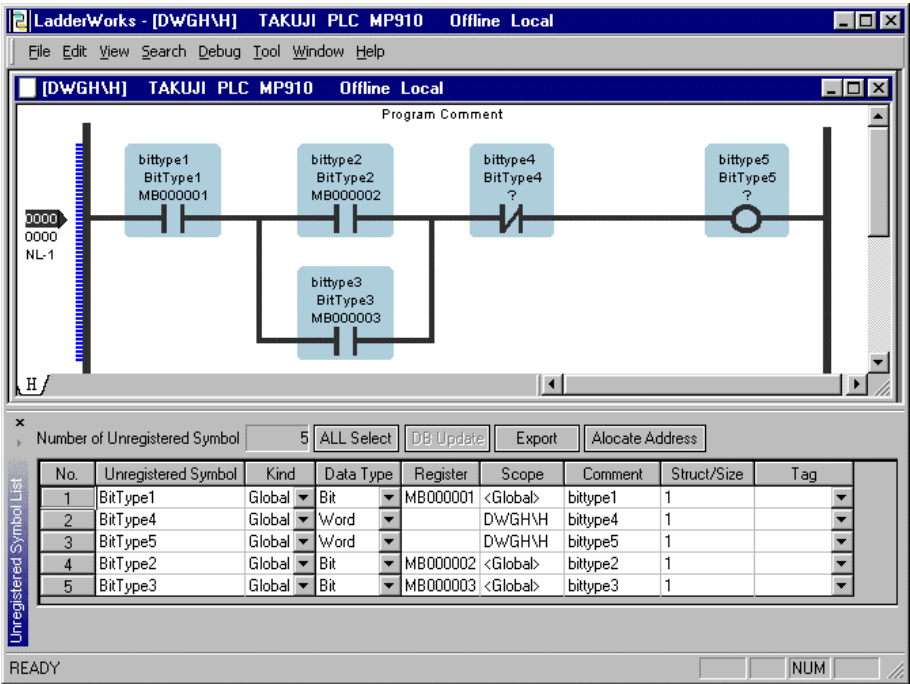 LadderWorks - [DWGH\H] TAKUJI PLC MP910 Offline Local
File Edit View Search Debug Tool Window Help
[DWGH\H] TAKUJI PLC MP910 Offline Local
Program Comment
bittype1
BitType1
MB000001
bittype2
BitType2
MB000002
bittype4
BitType4
?
bittype5
BitType5
?
0000
0000
NL-1
bittype3
BitType3
MB000003
H
Number of Unregistered Symbol 5 ALL Select DB Update Export Alocate Address
Unregistered Symbol List
No. Unregistered Symbol Kind Data Type Register Scope Comment Struct/Size Tag
1 BitType1 Global Bit MB000001 <Global> bittype1 1
2 BitType4 Global Word DWGH\H bittype4 1
3 BitType5 Global Word DWGH\H bittype5 1
4 BitType2 Global Bit MB000002 <Global> bittype2 1
5 BitType3 Global Bit MB000003 <Global> bittype3 1
READY NUM